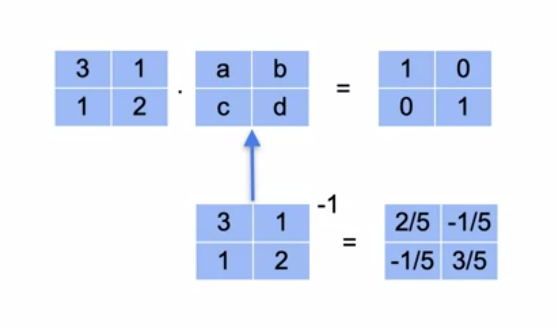 3 1 a b 1 0
. =
1 2 c d 0 1
-1
3 1 2/5 -1/5
=
1 2 -1/5 3/5